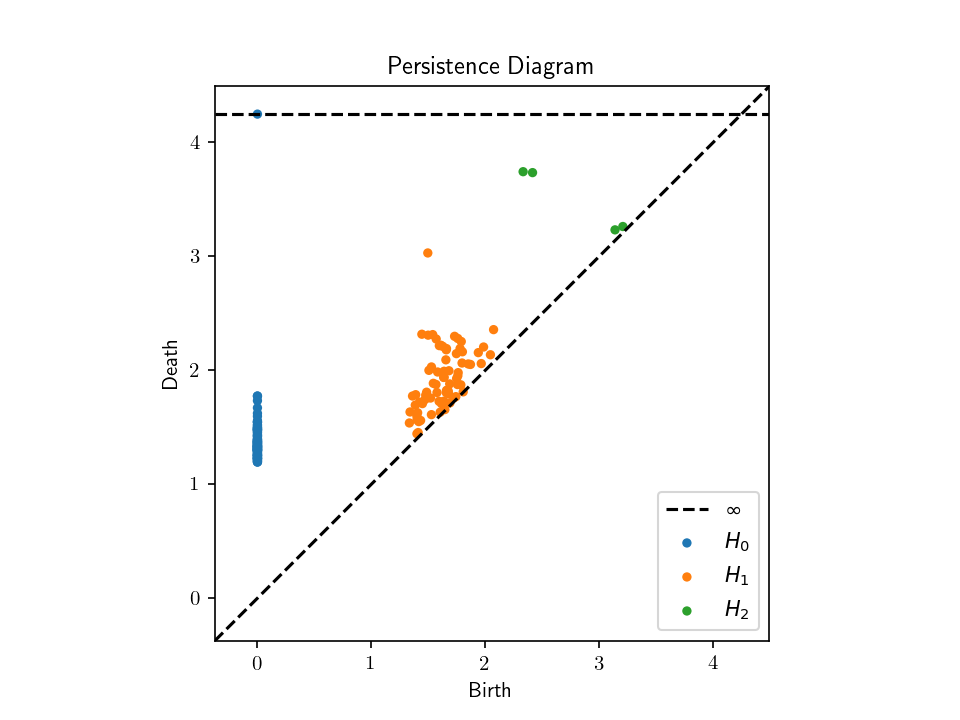 Persistence Diagram
Death
4
3
2
1
0
0 1 2 3 4
Birth
∞
H₀
H₁
H₂